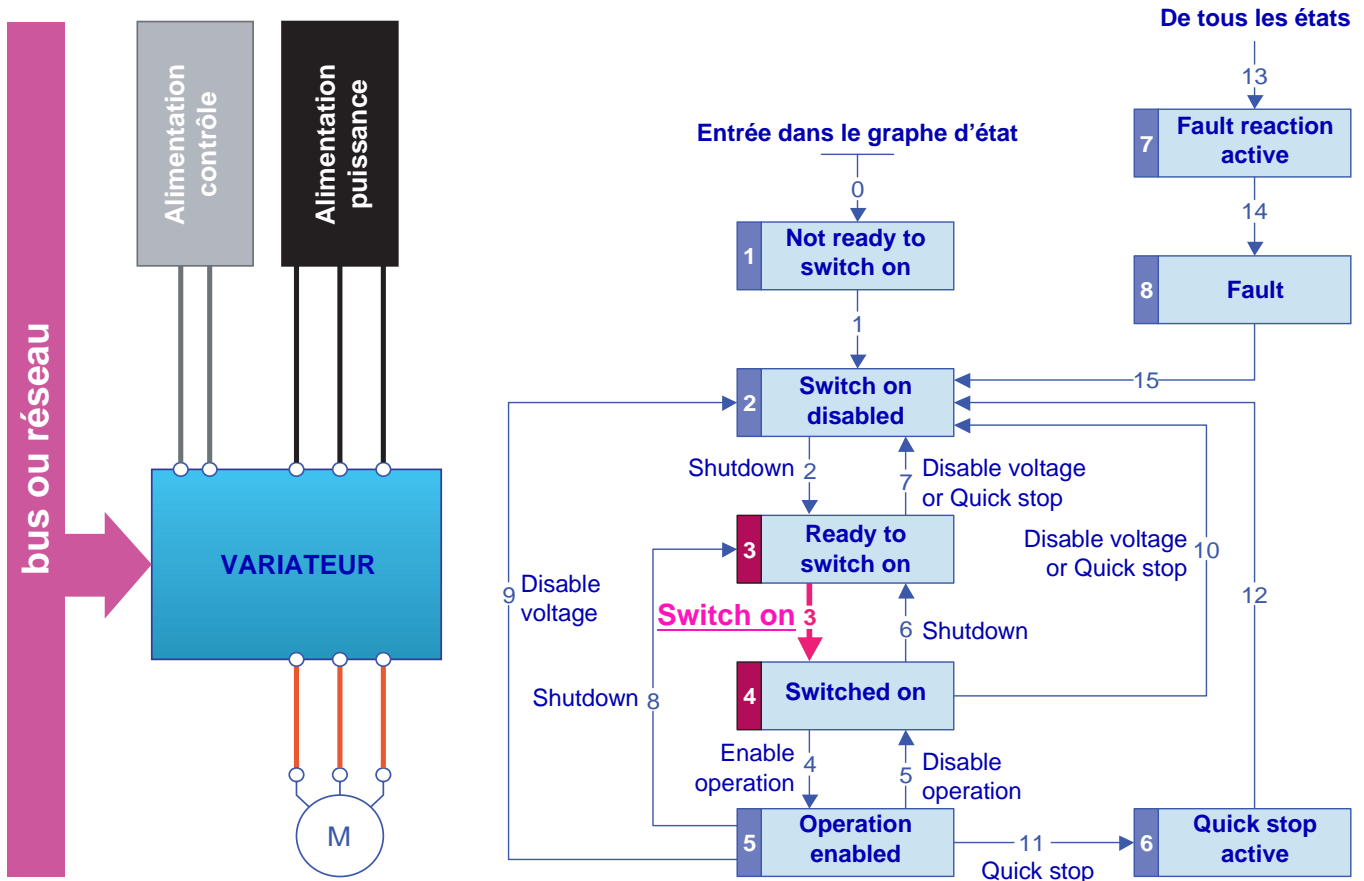 bus ou réseau
Alimentation
contrôle
Alimentation
puissance
VARIATEUR
M
De tous les états
13
7
Fault reaction
active
14
8
Fault
15
Entrée dans le graphe d'état
0
1
Not ready to
switch on
1
2
Switch on
disabled
Shutdown 2
7 Disable voltage
or Quick stop
3
Ready to
switch on
Disable voltage
or Quick stop
10
12
9 Disable
voltage
Switch on 3
6 Shutdown
4
Switched on
Shutdown 8
Enable
operation
4
5 Disable
operation
5
Operation
enabled
11
Quick stop
6
Quick stop
active